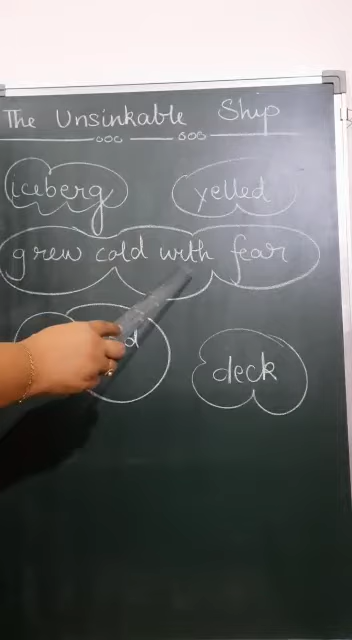 The Unsinkable Ship
iceberg yelled
grew cold with fear
deck